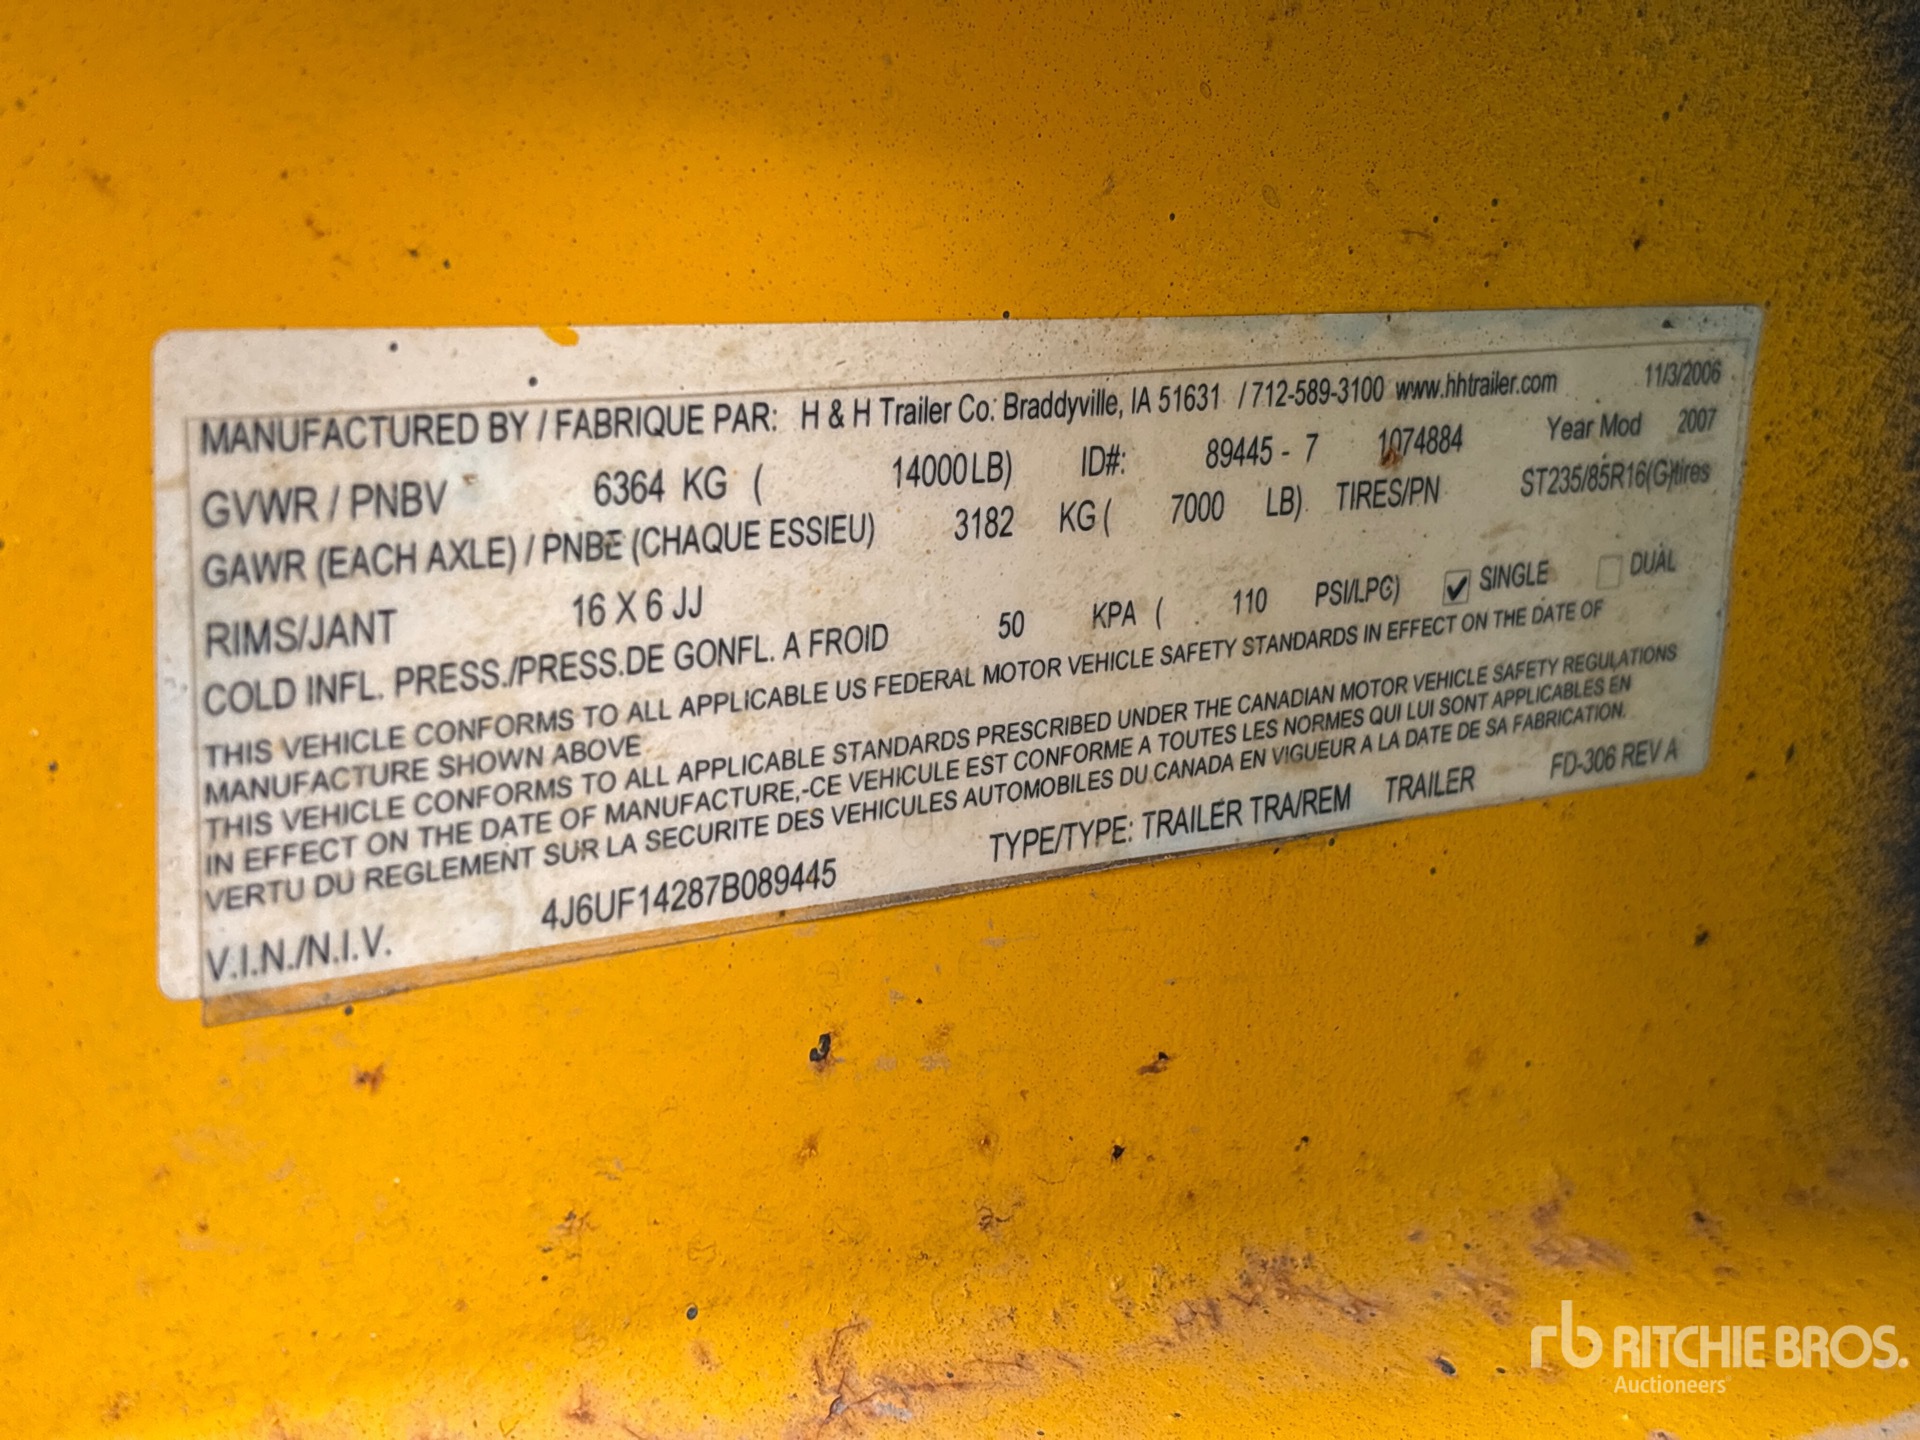 MANUFACTURED BY / FABRIQUE PAR: H & H Trailer Co. Braddyville, IA 51631 / 712-589-3100 www.hhtrailer.com 11/3/2006
GVWR / PNBV 6364 KG ( 14000 LB) ID#: 89445 - 7 1074884 Year Mod 2007
GAWR (EACH AXLE) / PNBE (CHAQUE ESSIEU) 3182 KG ( 7000 LB) TIRES/PN ST235/85R16(G)tires
RIMS/JANT 16 X 6 JJ
COLD INFL. PRESS./PRESS.DE GONFL. A FROID 50 KPA ( 110 PSI/LPC) ✓ SINGLE DUAL
THIS VEHICLE CONFORMS TO ALL APPLICABLE US FEDERAL MOTOR VEHICLE SAFETY STANDARDS IN EFFECT ON THE DATE OF
MANUFACTURE SHOWN ABOVE
THIS VEHICLE CONFORMS TO ALL APPLICABLE STANDARDS PRESCRIBED UNDER THE CANADIAN MOTOR VEHICLE SAFETY REGULATIONS
IN EFFECT ON THE DATE OF MANUFACTURE,-CE VEHICULE EST CONFORME A TOUTES LES NORMES QUI LUI SONT APPLICABLES EN
VERTU DU REGLEMENT SUR LA SECURITE DES VEHICULES AUTOMOBILES DU CANADA EN VIGUEUR A LA DATE DE SA FABRICATION.
V.I.N./N.I.V. 4J6UF14287B089445 TYPE/TYPE: TRAILER TRA/REM TRAILER FD-306 REV A
rb RITCHIE BROS.
Auctioneers